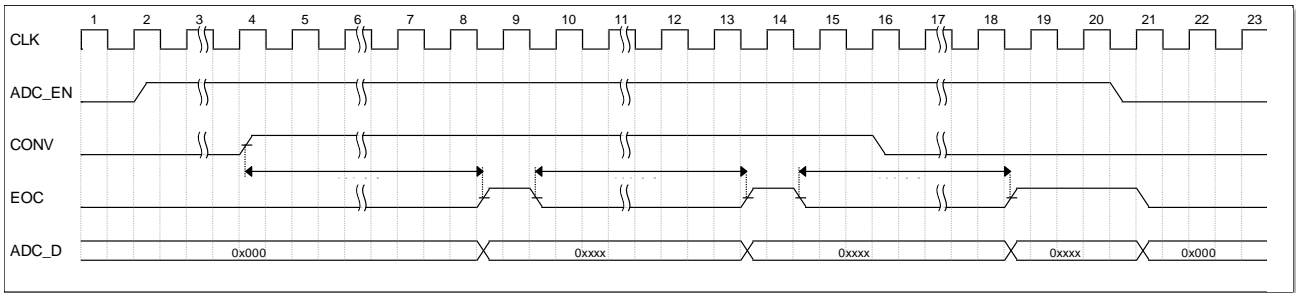 1 2 3 4 5 6 7 8 9 10 11 12 13 14 15 16 17 18 19 20 21 22 23
CLK
ADC_EN
CONV
EOC
ADC_D 0x000 0xxxx 0xxxx 0xxxx 0x000